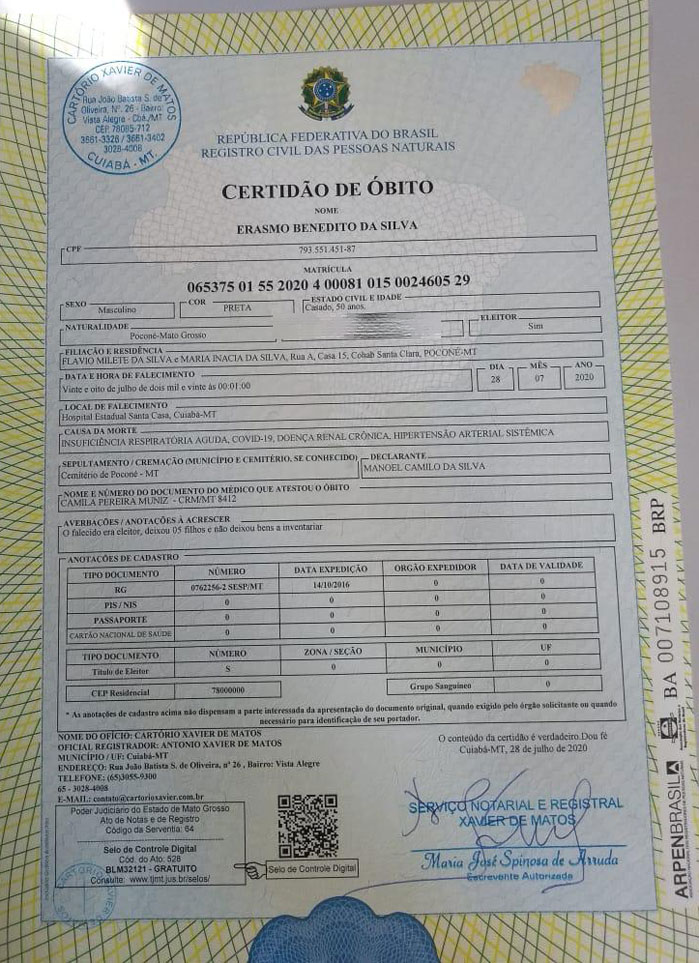 CARTÓRIO XAVIER DE MATOS
Rua João Batista S. de
Oliveira, Nº. 26 - Bairro:
Vista Alegre - Cbá./MT
CEP. 78085-712
3661-3326 / 3661-3402
3028-4008
CUIABÁ - MT.
REPÚBLICA FEDERATIVA DO BRASIL
REGISTRO CIVIL DAS PESSOAS NATURAIS
CERTIDÃO DE ÓBITO
NOME
ERASMO BENEDITO DA SILVA
CPF
793.551.451-87
MATRÍCULA
065375 01 55 2020 4 00081 015 0024605 29
SEXO COR ESTADO CIVIL E IDADE
Masculino PRETA Casado, 50 anos.
NATURALIDADE ELEITOR
Poconé-Mato Grosso Sim
FILIAÇÃO E RESIDÊNCIA
FLAVIO MILETE DA SILVA e MARIA INACIA DA SILVA, Rua A, Casa 15, Cohab Santa Clara, POCONÉ-MT
DATA E HORA DE FALECIMENTO DIA MÊS ANO
Vinte e oito de julho de dois mil e vinte às 00:01:00 28 07 2020
LOCAL DE FALECIMENTO
Hospital Estadual Santa Casa, Cuiabá-MT
CAUSA DA MORTE
INSUFICIÊNCIA RESPIRATÓRIA AGUDA, COVID-19, DOENÇA RENAL CRÔNICA, HIPERTENSÃO ARTERIAL SISTÊMICA
SEPULTAMENTO / CREMAÇÃO (MUNICÍPIO E CEMITÉRIO, SE CONHECIDO) DECLARANTE
Cemitério de Poconé - MT MANOEL CAMILO DA SILVA
NOME E NÚMERO DO DOCUMENTO DO MÉDICO QUE ATESTOU O ÓBITO
CAMILA PEREIRA MUNIZ - CRM/MT 8412
AVERBAÇÕES / ANOTAÇÕES À ACRESCER
O falecido era eleitor, deixou 05 filhos e não deixou bens a inventariar
ANOTAÇÕES DE CADASTRO
TIPO DOCUMENTO NÚMERO DATA EXPEDIÇÃO ORGÃO EXPEDIDOR DATA DE VALIDADE
RG 0762256-2 SESP/MT 14/10/2016 0 0
PIS / NIS 0 0 0 0
PASSAPORTE 0 0 0 0
CARTÃO NACIONAL DE SAÚDE 0 0 0 0
TIPO DOCUMENTO NÚMERO ZONA / SEÇÃO MUNICÍPIO UF
Título de Eleitor S 0 0 0
CEP Residencial 78000000 Grupo Sanguíneo 0
* As anotações de cadastro acima não dispensam a parte interessada da apresentação do documento original, quando exigido pelo órgão solicitante ou quando
necessário para identificação de seu portador.
NOME DO OFÍCIO: CARTÓRIO XAVIER DE MATOS
OFICIAL REGISTRADOR: ANTONIO XAVIER DE MATOS
MUNICÍPIO / UF: Cuiabá-MT
ENDEREÇO: Rua João Batista S. de Oliveira, nº 26 , Bairro: Vista Alegre
TELEFONE: (65)3055-9300
65 - 3028-4008
E-MAIL: contato@cartorioxavier.com.br
O conteúdo da certidão é verdadeiro.Dou fé
Cuiabá-MT, 28 de julho de 2020
Poder Judiciário do Estado de Mato Grosso
Ato de Notas e de Registro
Código da Serventia: 64
Selo de Controle Digital
Cód. do Ato: 528
BLM32121 - GRATUITO
Consulte: www.tjmt.jus.br/selos/
Selo de Controle Digital
SERVIÇO NOTARIAL E REGISTRAL
XAVIER DE MATOS
Maria José Spinosa de Arruda
Escrevente Autorizada
ARPENBRASIL
BA 007108915 BRP